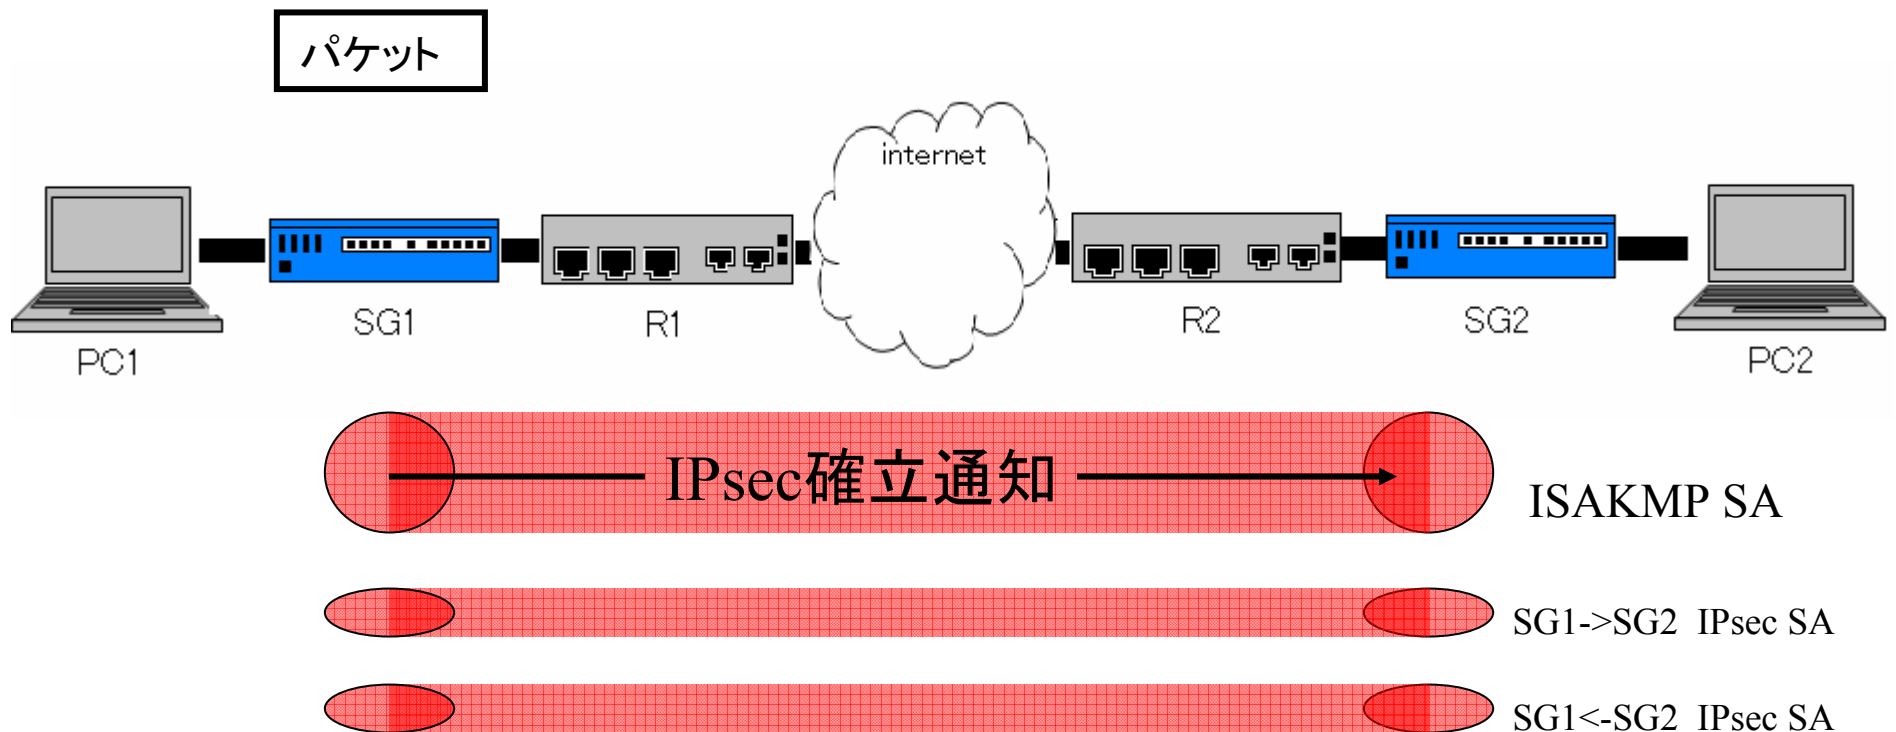 パケット
internet
PC1
SG1
R1
R2
SG2
PC2
IPsec確立通知
ISAKMP SA
SG1->SG2 IPsec SA
SG1<-SG2 IPsec SA